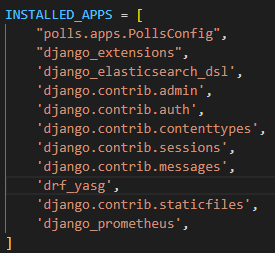 INSTALLED_APPS = [
    "polls.apps.PollsConfig",
    "django_extensions",
    'django_elasticsearch_dsl',
    'django.contrib.admin',
    'django.contrib.auth',
    'django.contrib.contenttypes',
    'django.contrib.sessions',
    'django.contrib.messages',
    'drf_yasg',
    'django.contrib.staticfiles',
    'django_prometheus',
]